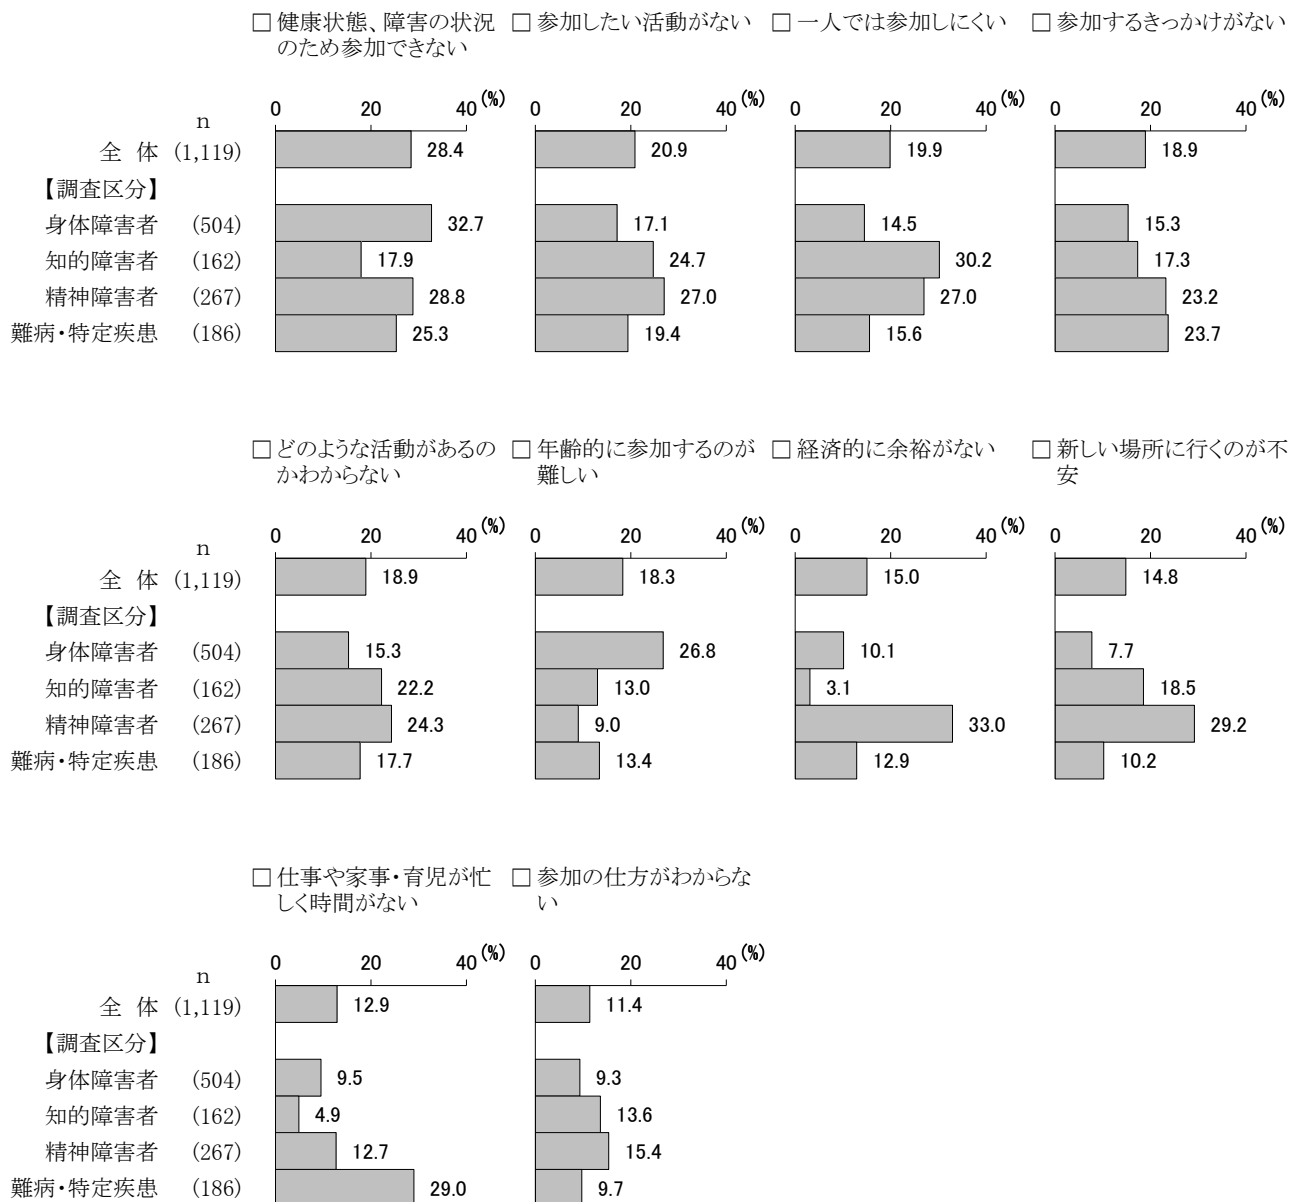 □ 健康状態、障害の状況 □ 参加したい活動がない □ 一人では参加しにくい □ 参加するきっかけがない
のため参加できない
0 20 40 (%) 0 20 40 (%) 0 20 40 (%) 0 20 40 (%)
n
全 体 (1,119) 28.4 20.9 19.9 18.9
【調査区分】
身体障害者 (504) 32.7 17.1 14.5 15.3
知的障害者 (162) 17.9 24.7 30.2 17.3
精神障害者 (267) 28.8 27.0 27.0 23.2
難病・特定疾患 (186) 25.3 19.4 15.6 23.7
□ どのような活動があるの □ 年齢的に参加するのが □ 経済的に余裕がない □ 新しい場所に行くのが不
かわからない 難しい 安
0 20 40 (%) 0 20 40 (%) 0 20 40 (%) 0 20 40 (%)
n
全 体 (1,119) 18.9 18.3 15.0 14.8
【調査区分】
身体障害者 (504) 15.3 26.8 10.1 7.7
知的障害者 (162) 22.2 13.0 3.1 18.5
精神障害者 (267) 24.3 9.0 33.0 29.2
難病・特定疾患 (186) 17.7 13.4 12.9 10.2
□ 仕事や家事・育児が忙 □ 参加の仕方がわからな
しく時間がない い
0 20 40 (%) 0 20 40 (%)
n
全 体 (1,119) 12.9 11.4
【調査区分】
身体障害者 (504) 9.5 9.3
知的障害者 (162) 4.9 13.6
精神障害者 (267) 12.7 15.4
難病・特定疾患 (186) 29.0 9.7